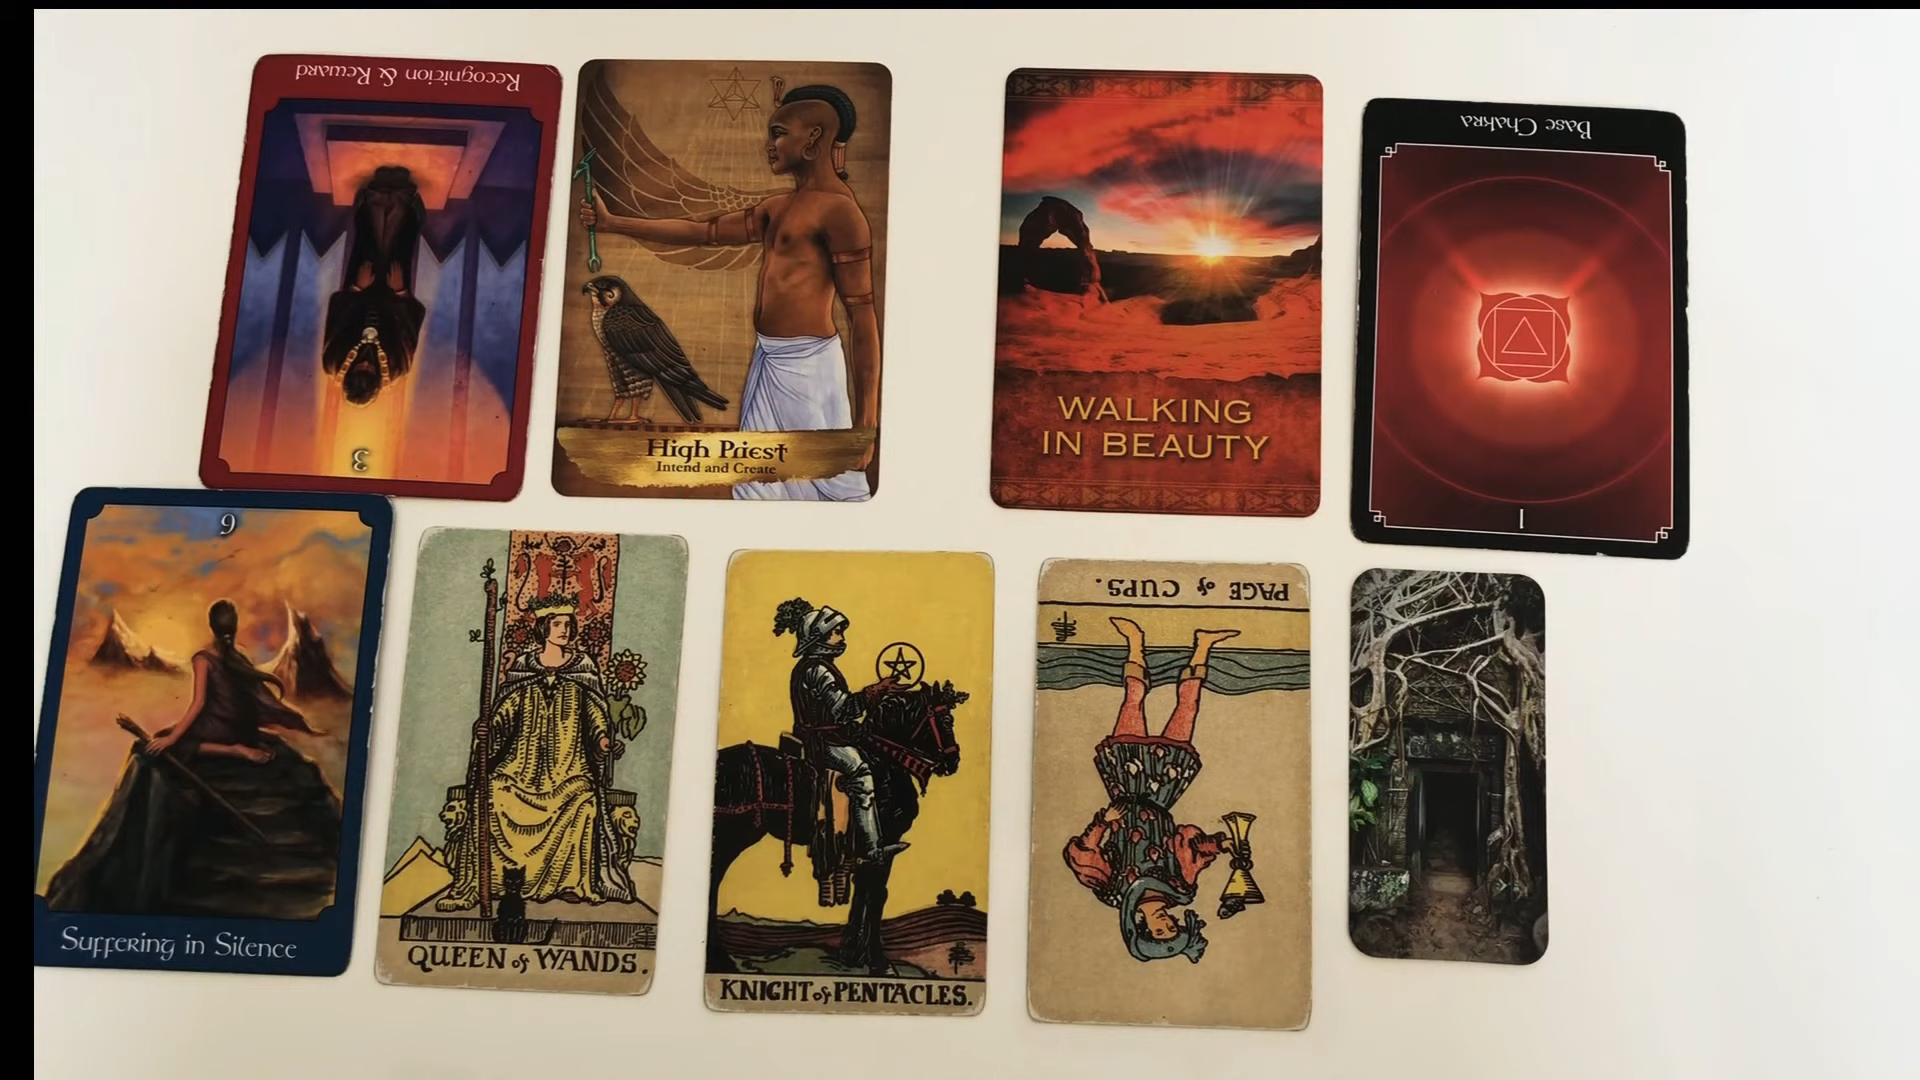 Recognition & Reward
3
High Priest
Intend and Create
WALKING
IN BEAUTY
Base Chakra
1
6
Suffering in Silence
QUEEN of WANDS.
KNIGHT of PENTACLES.
PAGE of CUPS.